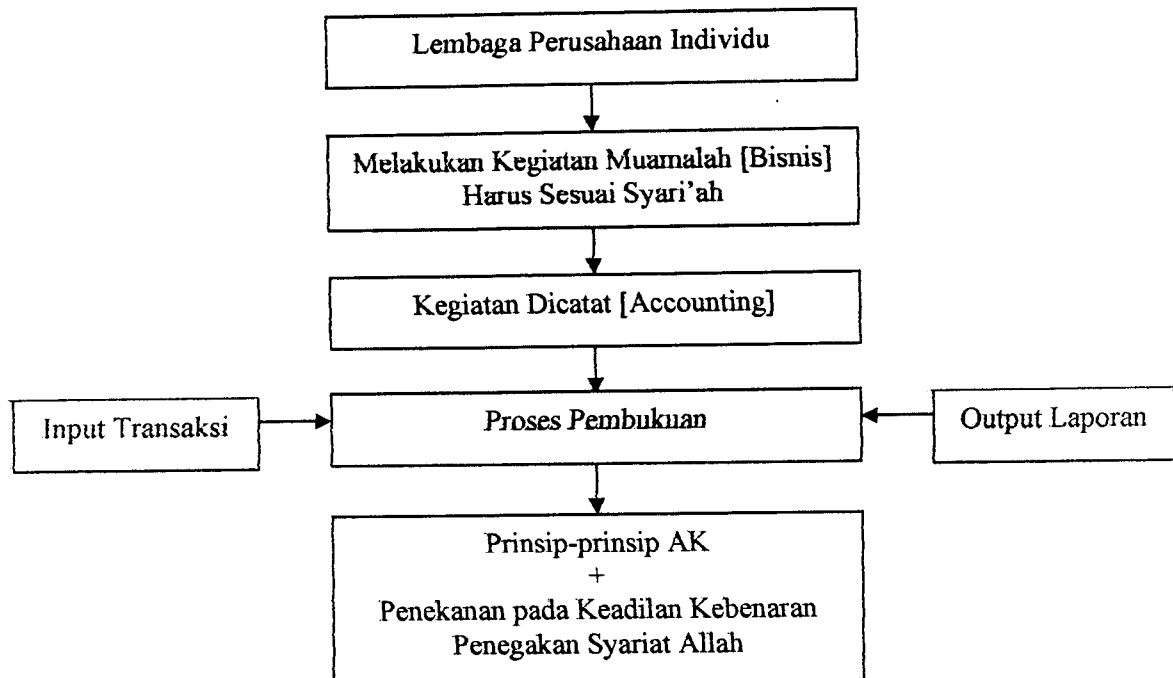 Lembaga Perusahaan Individu
Melakukan Kegiatan Muamalah [Bisnis]
Harus Sesuai Syari'ah
Kegiatan Dicatat [Accounting]
Input Transaksi
Proses Pembukuan
Output Laporan
Prinsip-prinsip AK
+
Penekanan pada Keadilan Kebenaran
Penegakan Syariat Allah